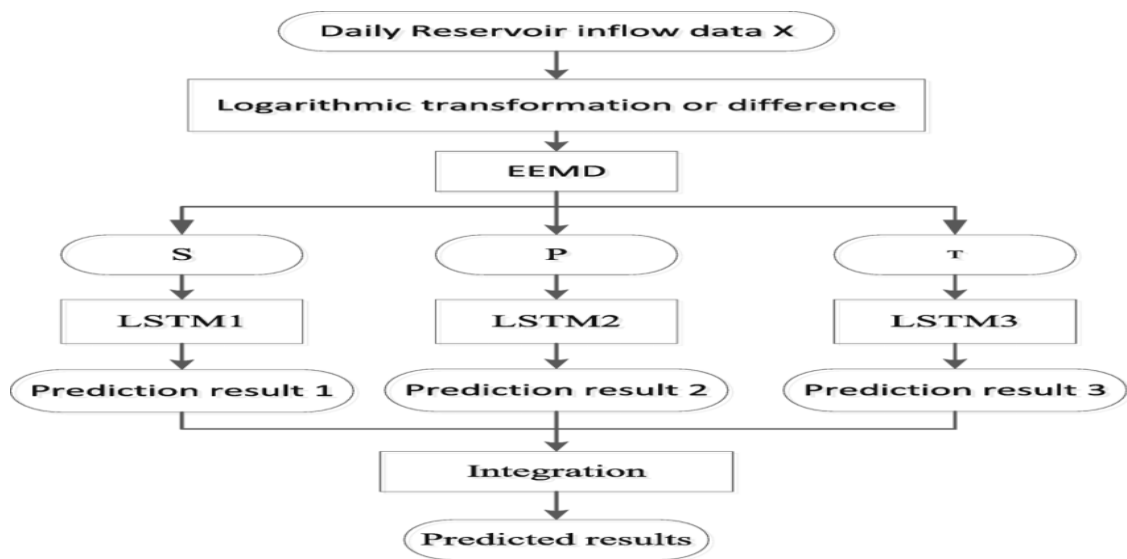 Daily Reservoir inflow data X
Logarithmic transformation or difference
EEMD
S
P
T
LSTM1
LSTM2
LSTM3
Prediction result 1
Prediction result 2
Prediction result 3
Integration
Predicted results